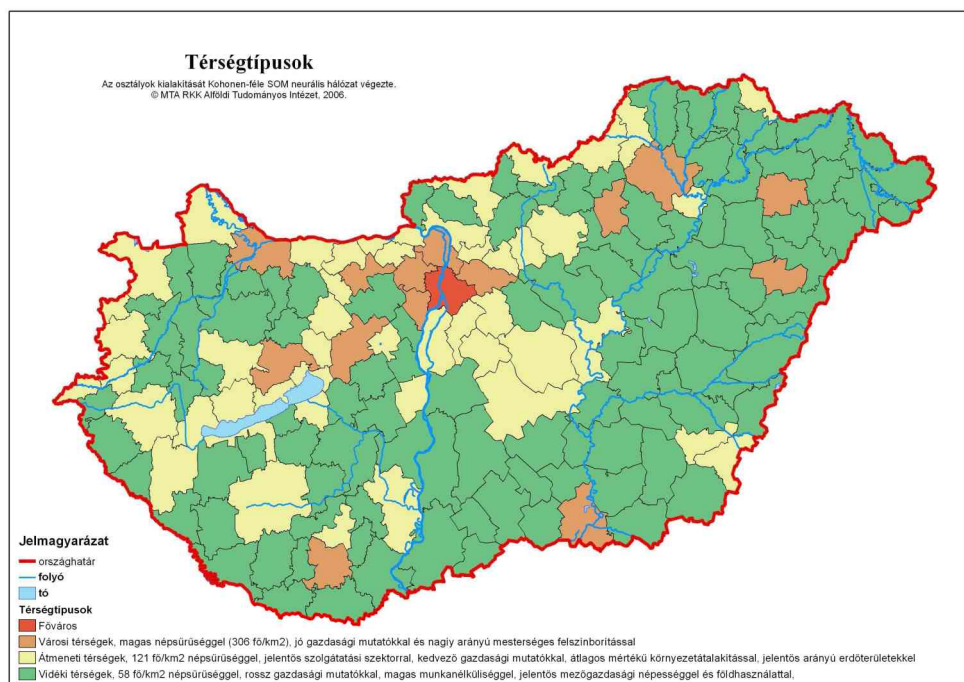 Térségtípusok
Az osztályok kialakítását Kohonen-féle SOM neurális hálózat végezte.
© MTA RKK Alföldi Tudományos Intézet, 2006.
Jelmagyarázat
országhatár
folyó
tó
Térségtípusok
Főváros
Városi térségek, magas népsűrűséggel (306 fő/km2), jó gazdasági mutatókkal és nagiy arányú mesterséges felszinborítással
Átmeneti térségek, 121 fő/km2 népsűrűséggel, jelentős szolgátatási szektorral, kedvező gazdasági mutatókkal, átlagos mértékű környezetátalakítással, jelentős arányú erdőterületekkel
Vidéki térségek, 58 fő/km2 népsűrűséggel, rossz gazdasági mutatókkal, magas munkanélküliséggel, jelentős mezőgazdasági népességgel és földhasználattal,